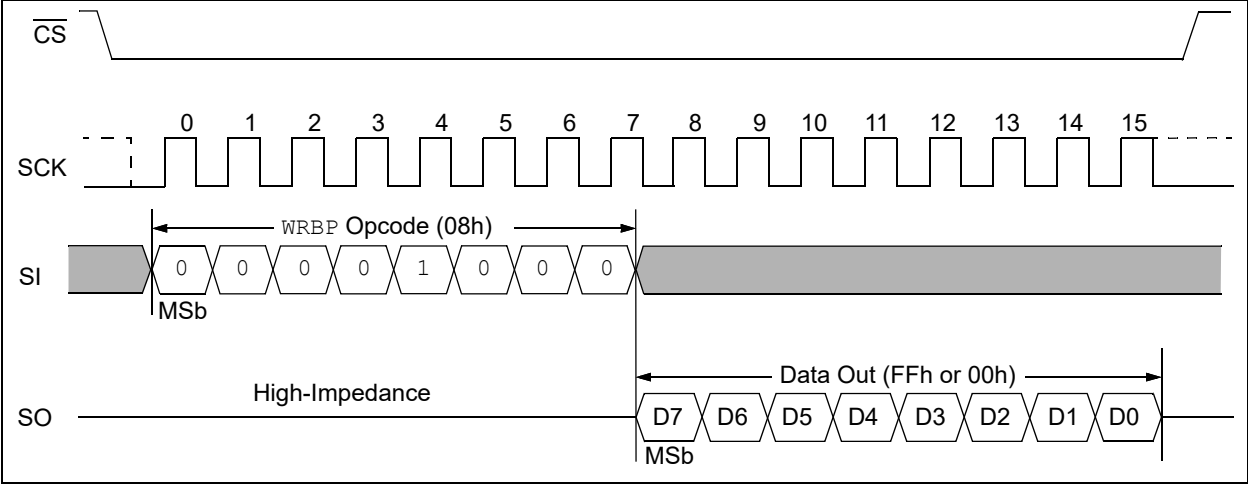 CS
0 1 2 3 4 5 6 7 8 9 10 11 12 13 14 15
SCK
WRBP Opcode (08h)
SI 0 0 0 0 1 0 0 0
MSb
Data Out (FFh or 00h)
High-Impedance
SO D7 D6 D5 D4 D3 D2 D1 D0
MSb